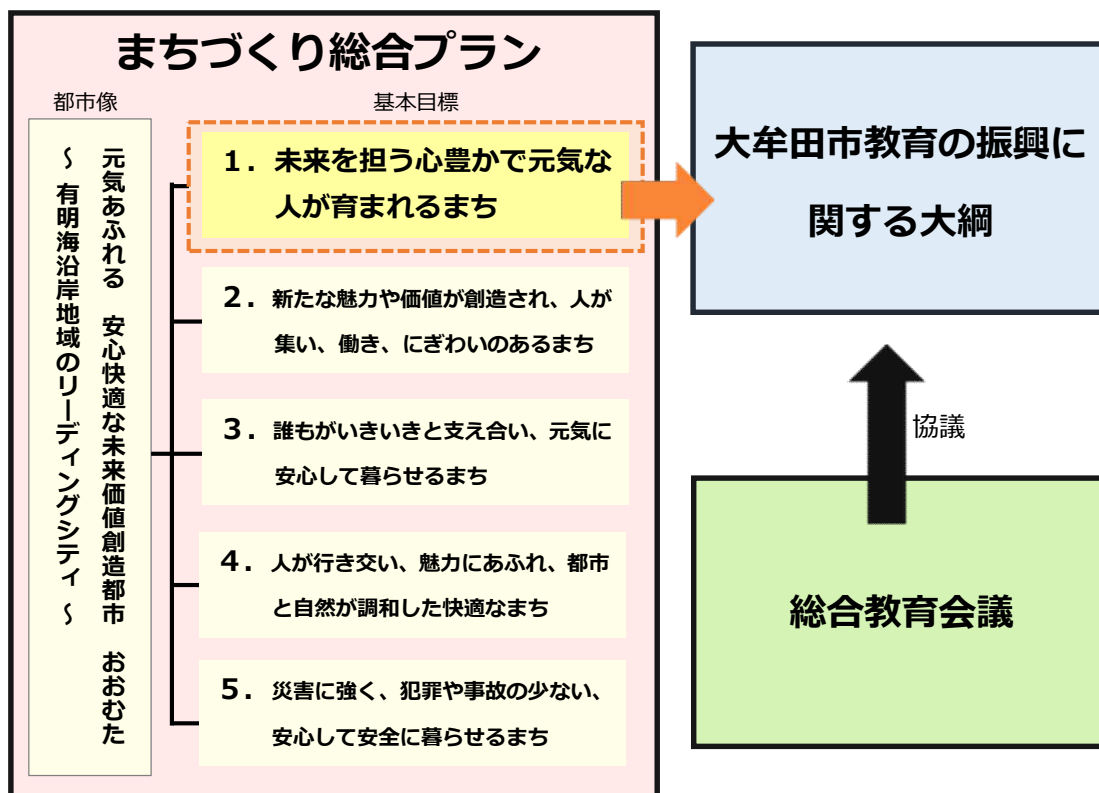 まちづくり総合プラン
都市像
基本目標
元気あふれる　安心快適な未来価値創造都市　おおむた
～ 有明海沿岸地域のリーディングシティ ～
1．未来を担う心豊かで元気な
人が育まれるまち
2．新たな魅力や価値が創造され、人が
集い、働き、にぎわいのあるまち
3．誰もがいきいきと支え合い、元気に
安心して暮らせるまち
4．人が行き交い、魅力にあふれ、都市
と自然が調和した快適なまち
5．災害に強く、犯罪や事故の少ない、
安心して安全に暮らせるまち
大牟田市教育の振興に
関する大綱
協議
総合教育会議